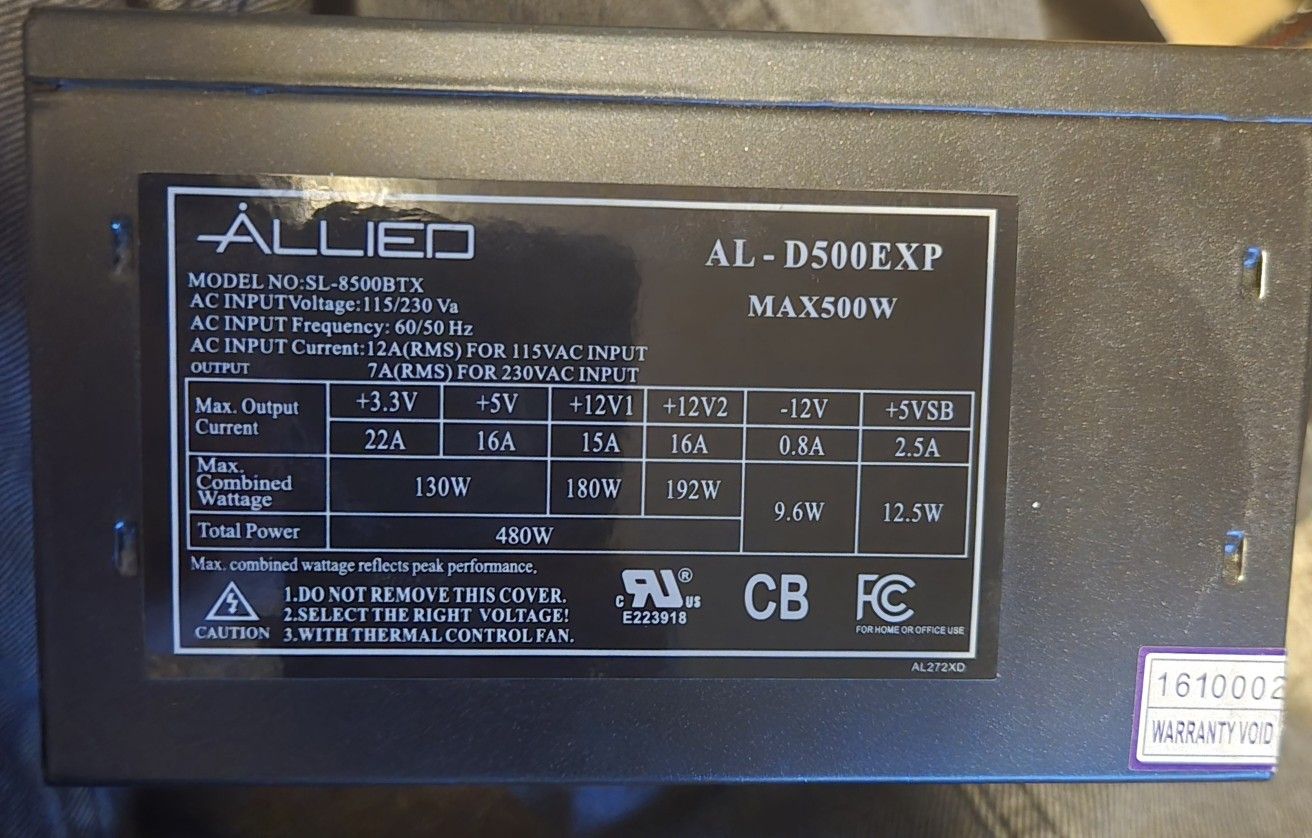 ALLIED
AL - D500EXP
MAX500W
MODEL NO:SL-8500BTX
AC INPUT Voltage:115/230 Va
AC INPUT Frequency: 60/50 Hz
AC INPUT Current:12A(RMS) FOR 115VAC INPUT
7A(RMS) FOR 230VAC INPUT
OUTPUT
Max. Output Current +3.3V +5V +12V1 +12V2 -12V +5VSB
22A 16A 15A 16A 0.8A 2.5A
Max. Combined Wattage 130W 180W 192W 9.6W 12.5W
Total Power 480W
Max. combined wattage reflects peak performance.
CAUTION
1.DO NOT REMOVE THIS COVER.
2.SELECT THE RIGHT VOLTAGE!
3.WITH THERMAL CONTROL FAN.
C RU ® US
E223918
CB
FC
FOR HOME OR OFFICE USE
AL272XD
1610002
WARRANTY VOID